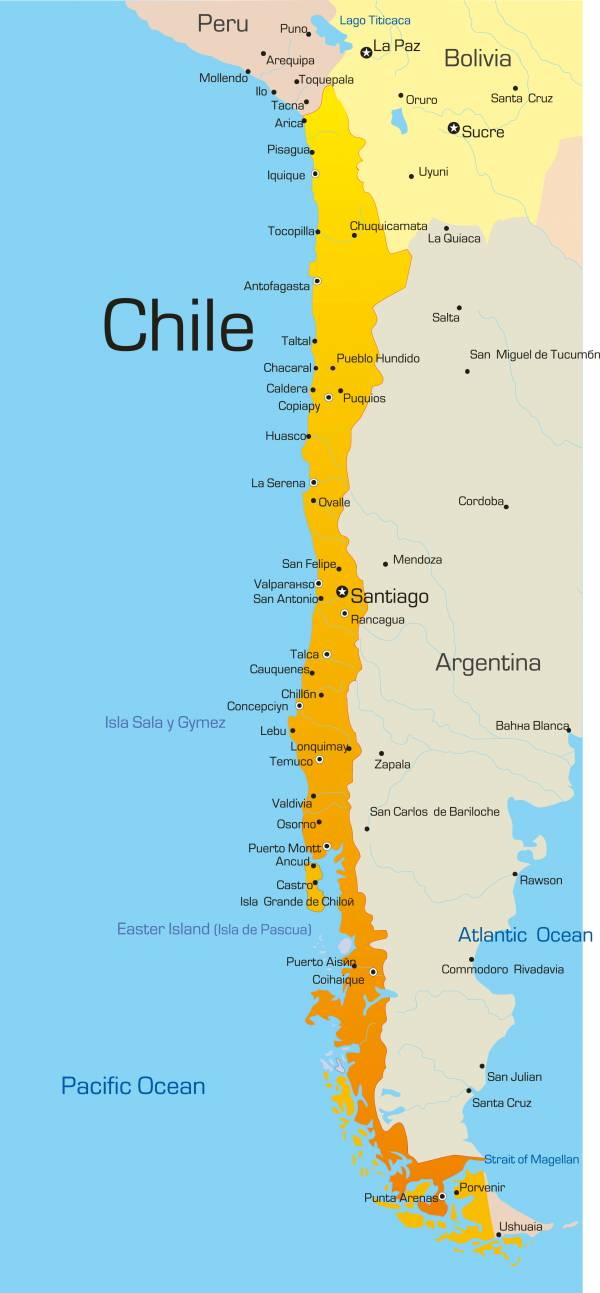 Peru
Puno
Lago Titicaca
La Paz
Bolivia
Arequipa
Mollendo
Toquepala
Ilo
Oruro
Santa Cruz
Tacna
Arica
Sucre
Pisagua
Iquique
Uyuni
Tocopilla
Chuquicamata
La Quiaca
Antofagasta
Chile
Salta
Taltal
Pueblo Hundido
San Miguel de Tucumбn
Chacaral
Caldera
Puquios
Copiapy
Huasco
La Serena
Ovalle
Cordoba
San Felipe
Mendoza
Valparaнso
Santiago
San Antonio
Rancagua
Talca
Argentina
Cauquenes
Chillбn
Concepciyn
Isla Sala y Gymez
Lebu
Bahнa Blanca
Lonquimay
Temuco
Zapala
Valdivia
San Carlos de Bariloche
Osorno
Puerto Montt
Ancud
Castro
Rawson
Isla Grande de Chiloй
Easter Island (Isla de Pascua)
Atlantic Ocean
Puerto Aisйn
Coihaique
Commodoro Rivadavia
Pacific Ocean
San Julian
Santa Cruz
Strait of Magellan
Porvenir
Punta Arenas
Ushuaia